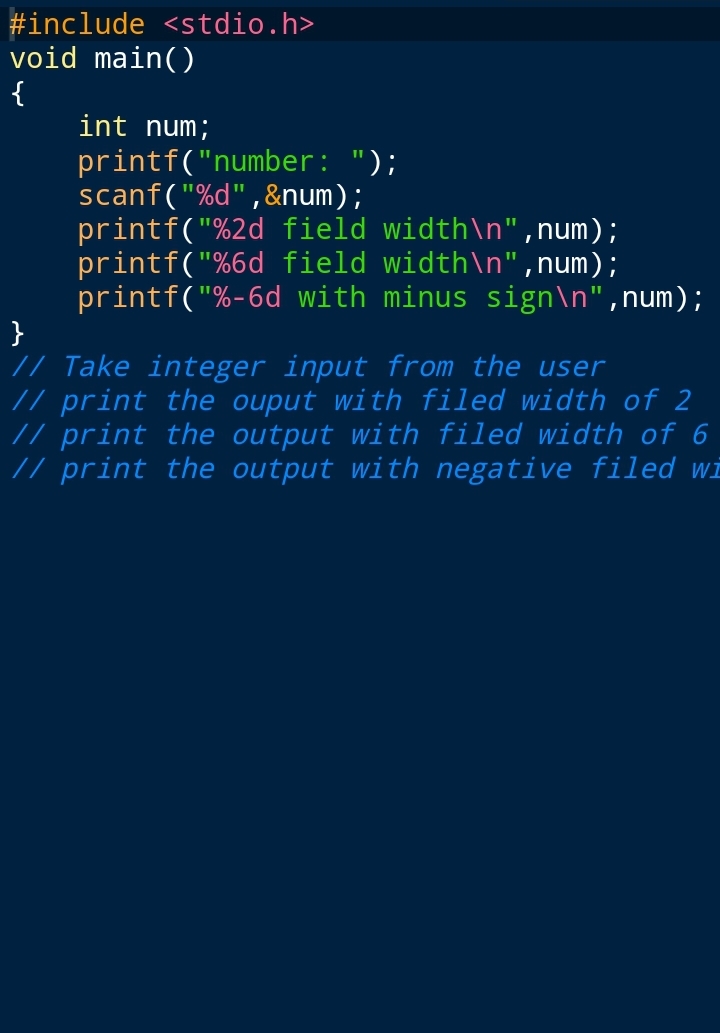 #include <stdio.h>
void main()
{
    int num;
    printf("number: ");
    scanf("%d",&num);
    printf("%2d field width\n",num);
    printf("%6d field width\n",num);
    printf("%-6d with minus sign\n",num);
}
// Take integer input from the user
// print the ouput with filed width of 2
// print the output with filed width of 6
// print the output with negative filed wi